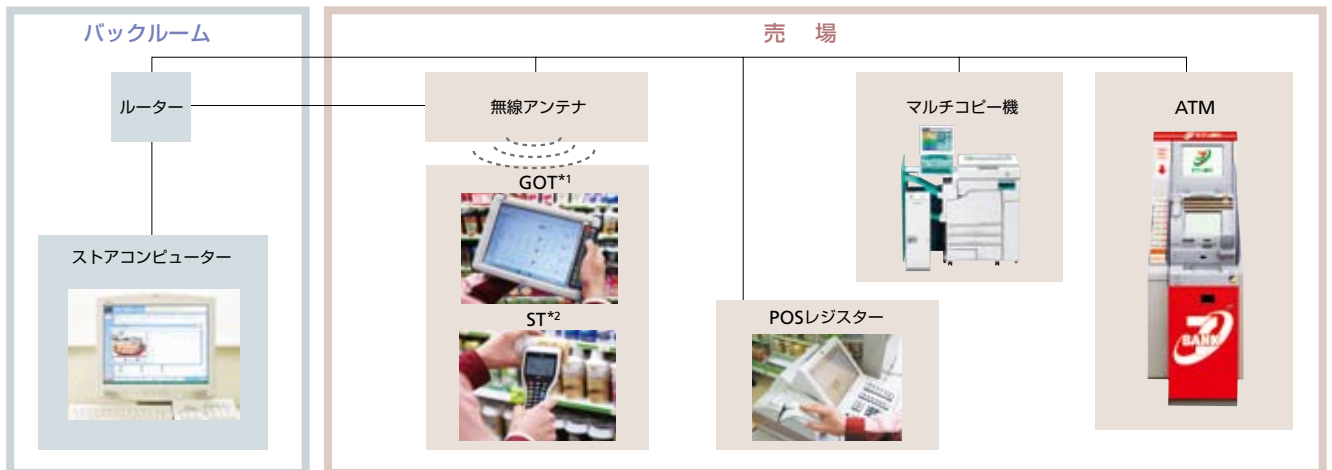 バックルーム
売 場
ルーター
無線アンテナ
マルチコピー機
ATM
GOT*1
ストアコンピューター
ST*2
POSレジスター
BANK